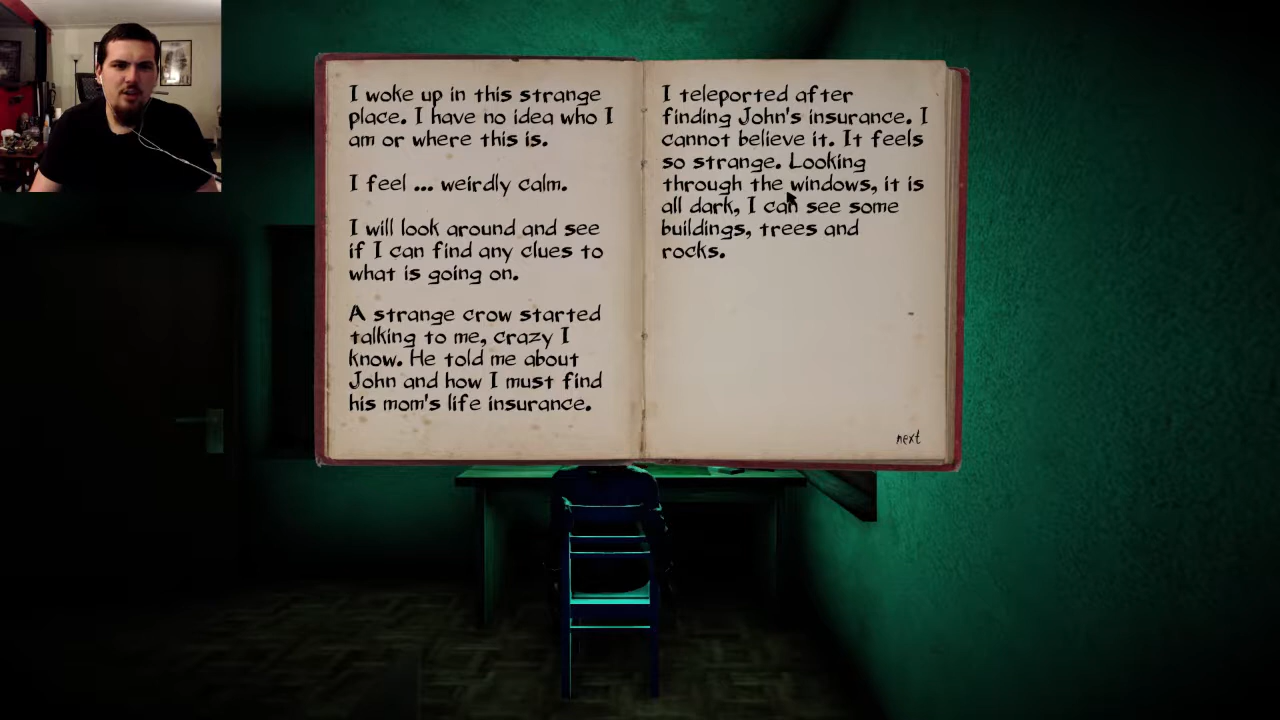 I woke up in this strange
place. I have no idea who I
am or where this is.
I feel ... weirdly calm.
I will look around and see
if I can find any clues to
what is going on.
A strange crow started
talking to me, crazy I
know. He told me about
John and how I must find
his mom's life insurance.
I teleported after
finding John's insurance. I
cannot believe it. It feels
so strange. Looking
through the windows, it is
all dark, I can see some
buildings, trees and
rocks.
next